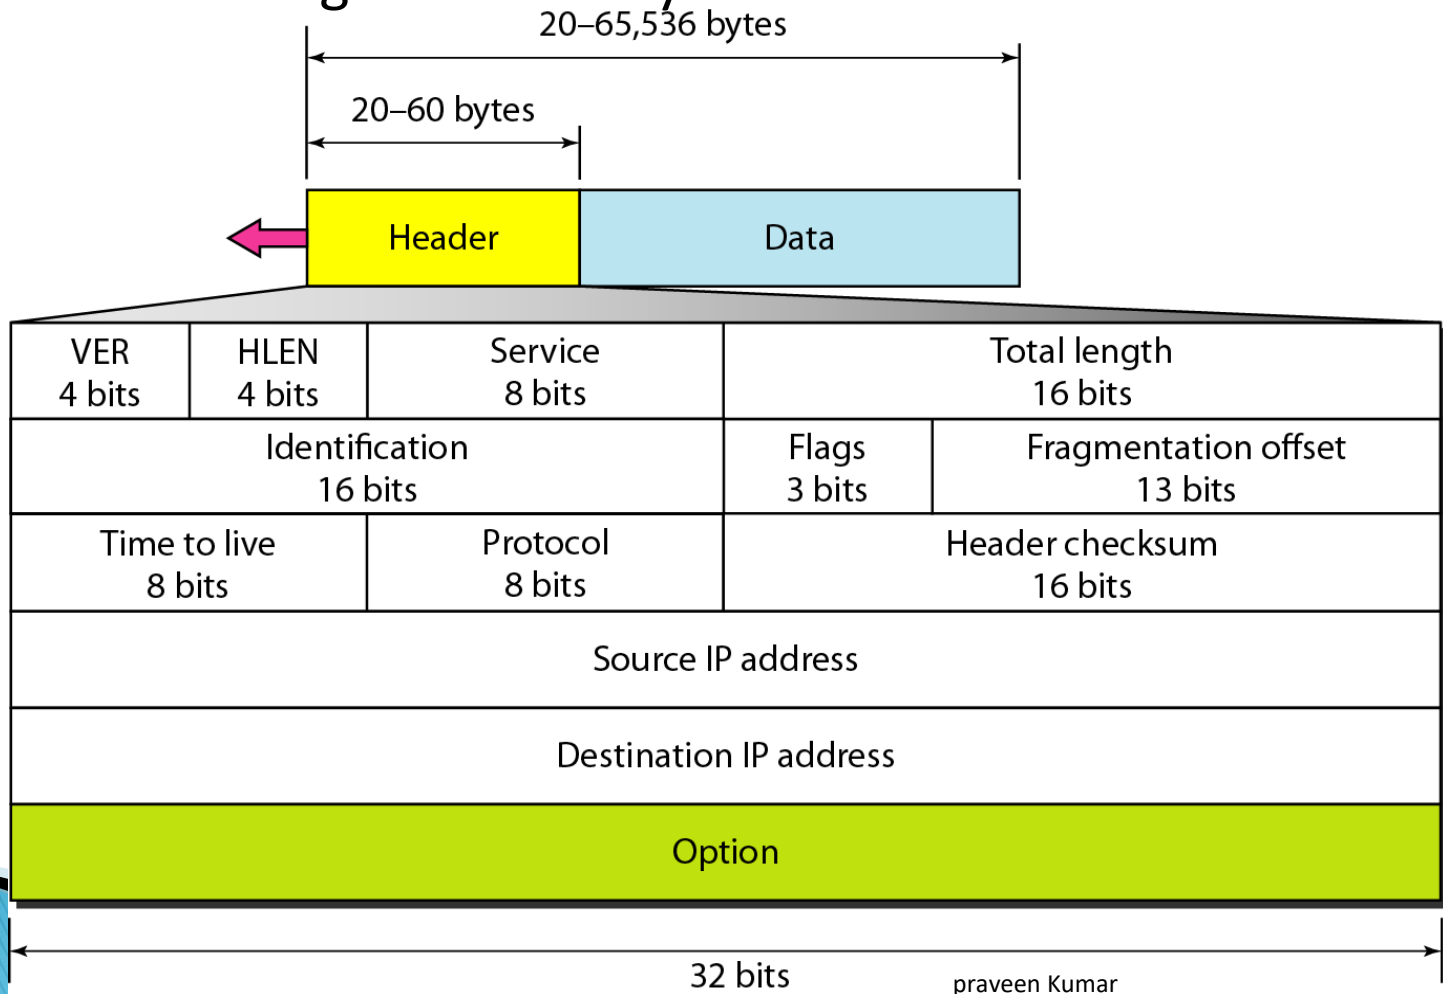 20–65,536 bytes
20–60 bytes
Header
Data
VER
4 bits
HLEN
4 bits
Service
8 bits
Total length
16 bits
Identification
16 bits
Flags
3 bits
Fragmentation offset
13 bits
Time to live
8 bits
Protocol
8 bits
Header checksum
16 bits
Source IP address
Destination IP address
Option
32 bits
praveen Kumar